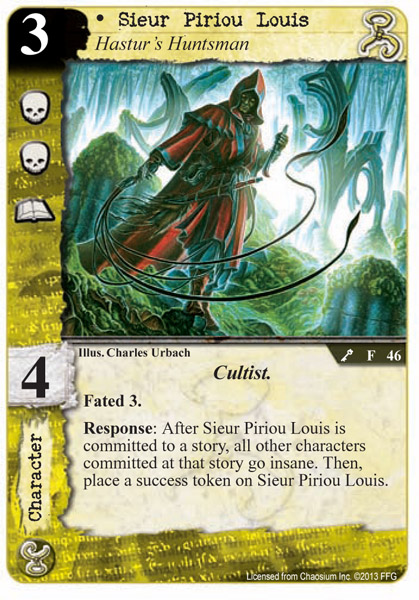 3
• Sieur Piriou Louis
Hastur's Huntsman
Illus. Charles Urbach
F 46
4
Cultist.
Fated 3.
Response: After Sieur Piriou Louis is
committed to a story, all other characters
committed at that story go insane. Then,
place a success token on Sieur Piriou Louis.
Character
Licensed from Chaosium Inc. ©2013 FFG